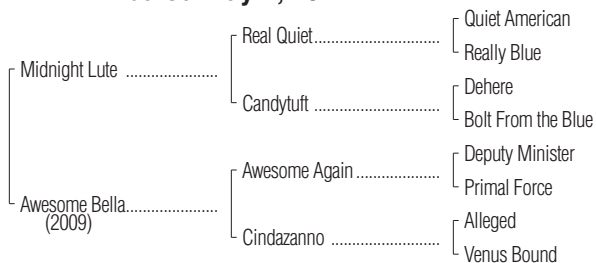 Quiet American
Real Quiet
Really Blue
Midnight Lute
Dehere
Candytuft
Bolt From the Blue
Deputy Minister
Awesome Again
Primal Force
Awesome Bella
(2009)
Alleged
Cindazanno
Venus Bound